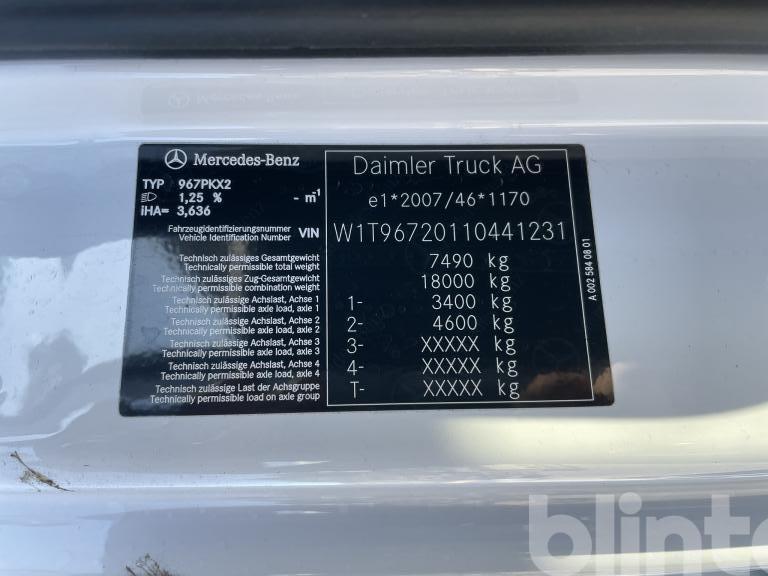 Mercedes-Benz
Daimler Truck AG
TYP 967PKX2
1,25 % - m⁻¹
iHA= 3,636
e1*2007/46*1170
Fahrzeugidentifizierungsnummer
Vehicle Identification Number VIN W1T96720110441231
Technisch zulässiges Gesamtgewicht
Technically permissible total weight 7490 kg
Technisch zulässiges Zug-Gesamtgewicht
Technically permissible combination weight 18000 kg
Technisch zulässige Achslast, Achse 1
Technically permissible axle load, axle 1 1- 3400 kg
Technisch zulässige Achslast, Achse 2
Technically permissible axle load, axle 2 2- 4600 kg
Technisch zulässige Achslast, Achse 3
Technically permissible axle load, axle 3 3- XXXXX kg
Technisch zulässige Achslast, Achse 4
Technically permissible axle load, axle 4 4- XXXXX kg
Technisch zulässige Last der Achsgruppe
Technically permissible load on axle group T- XXXXX kg
A 002 584 08 01